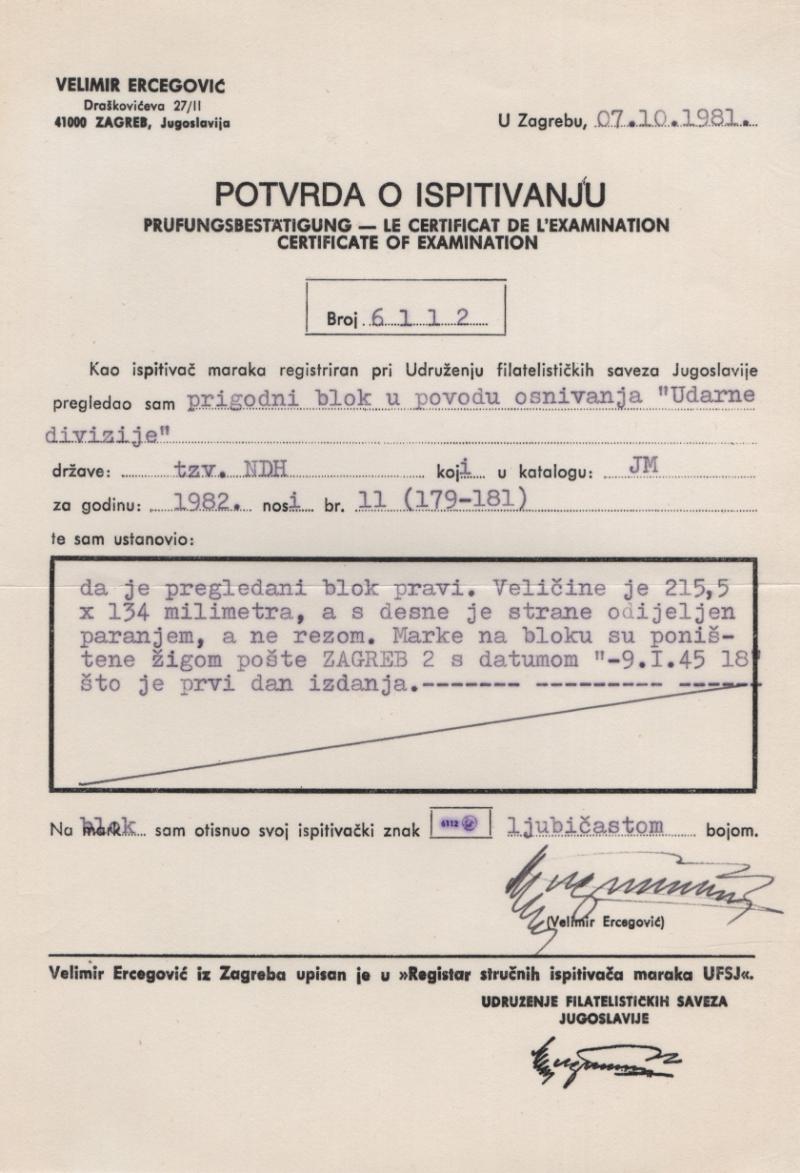 VELIMIR ERCEGOVIĆ
Draškovićeva 27/II
41000 ZAGREB, Jugoslavija
U Zagrebu, 07.10.1981.
POTVRDA O ISPITIVANJU
PRUFUNGSBESTÄTIGUNG — LE CERTIFICAT DE L'EXAMINATION
CERTIFICATE OF EXAMINATION
Broj 6112
Kao ispitivač maraka registriran pri Udruženju filatelističkih saveza Jugoslavije
pregledao sam prigodni blok u povodu osnivanja "Udarne
divizije"
države: tzv. NDH koji u katalogu: JM
za godinu: 1982. nosi br. 11 (179-181)
te sam ustanovio:
da je pregledani blok pravi. Veličine je 215,5
x 134 milimetra, a s desne je strane odijeljen
paranjem, a ne rezom. Marke na bloku su poniš-
tene žigom pošte ZAGREB 2 s datumom "-9.I.45 18"
što je prvi dan izdanja.------- --------- ------
Na blok sam otisnuo svoj ispitivački znak 6112 ljubičastom bojom.
(Velimir Ercegović)
Velimir Ercegović iz Zagreba upisan je u »Registar stručnih ispitivača maraka UFSJ«.
UDRUŽENJE FILATELISTIČKIH SAVEZA
JUGOSLAVIJE